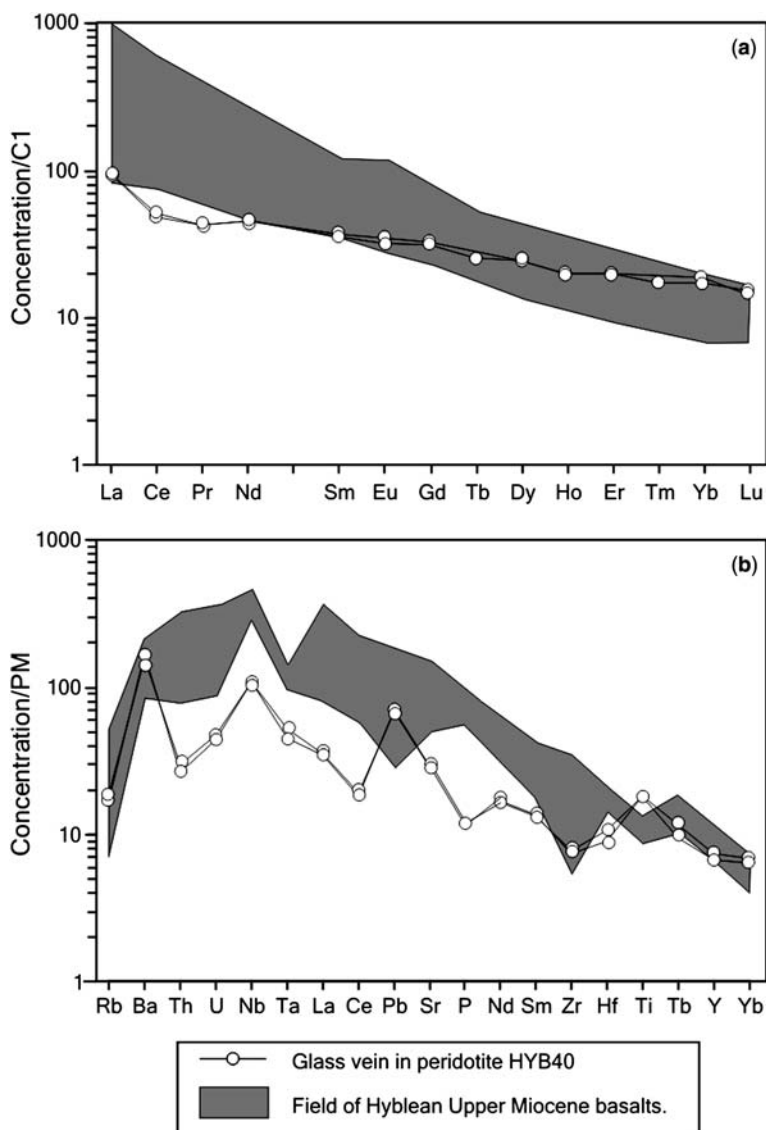 1000
(a)
100
10
1
Concentration/C1
La Ce Pr Nd Sm Eu Gd Tb Dy Ho Er Tm Yb Lu
1000
(b)
100
10
1
Concentration/PM
Rb Ba Th U Nb Ta La Ce Pb Sr P Nd Sm Zr Hf Ti Tb Y Yb
Glass vein in peridotite HYB40
Field of Hyblean Upper Miocene basalts.